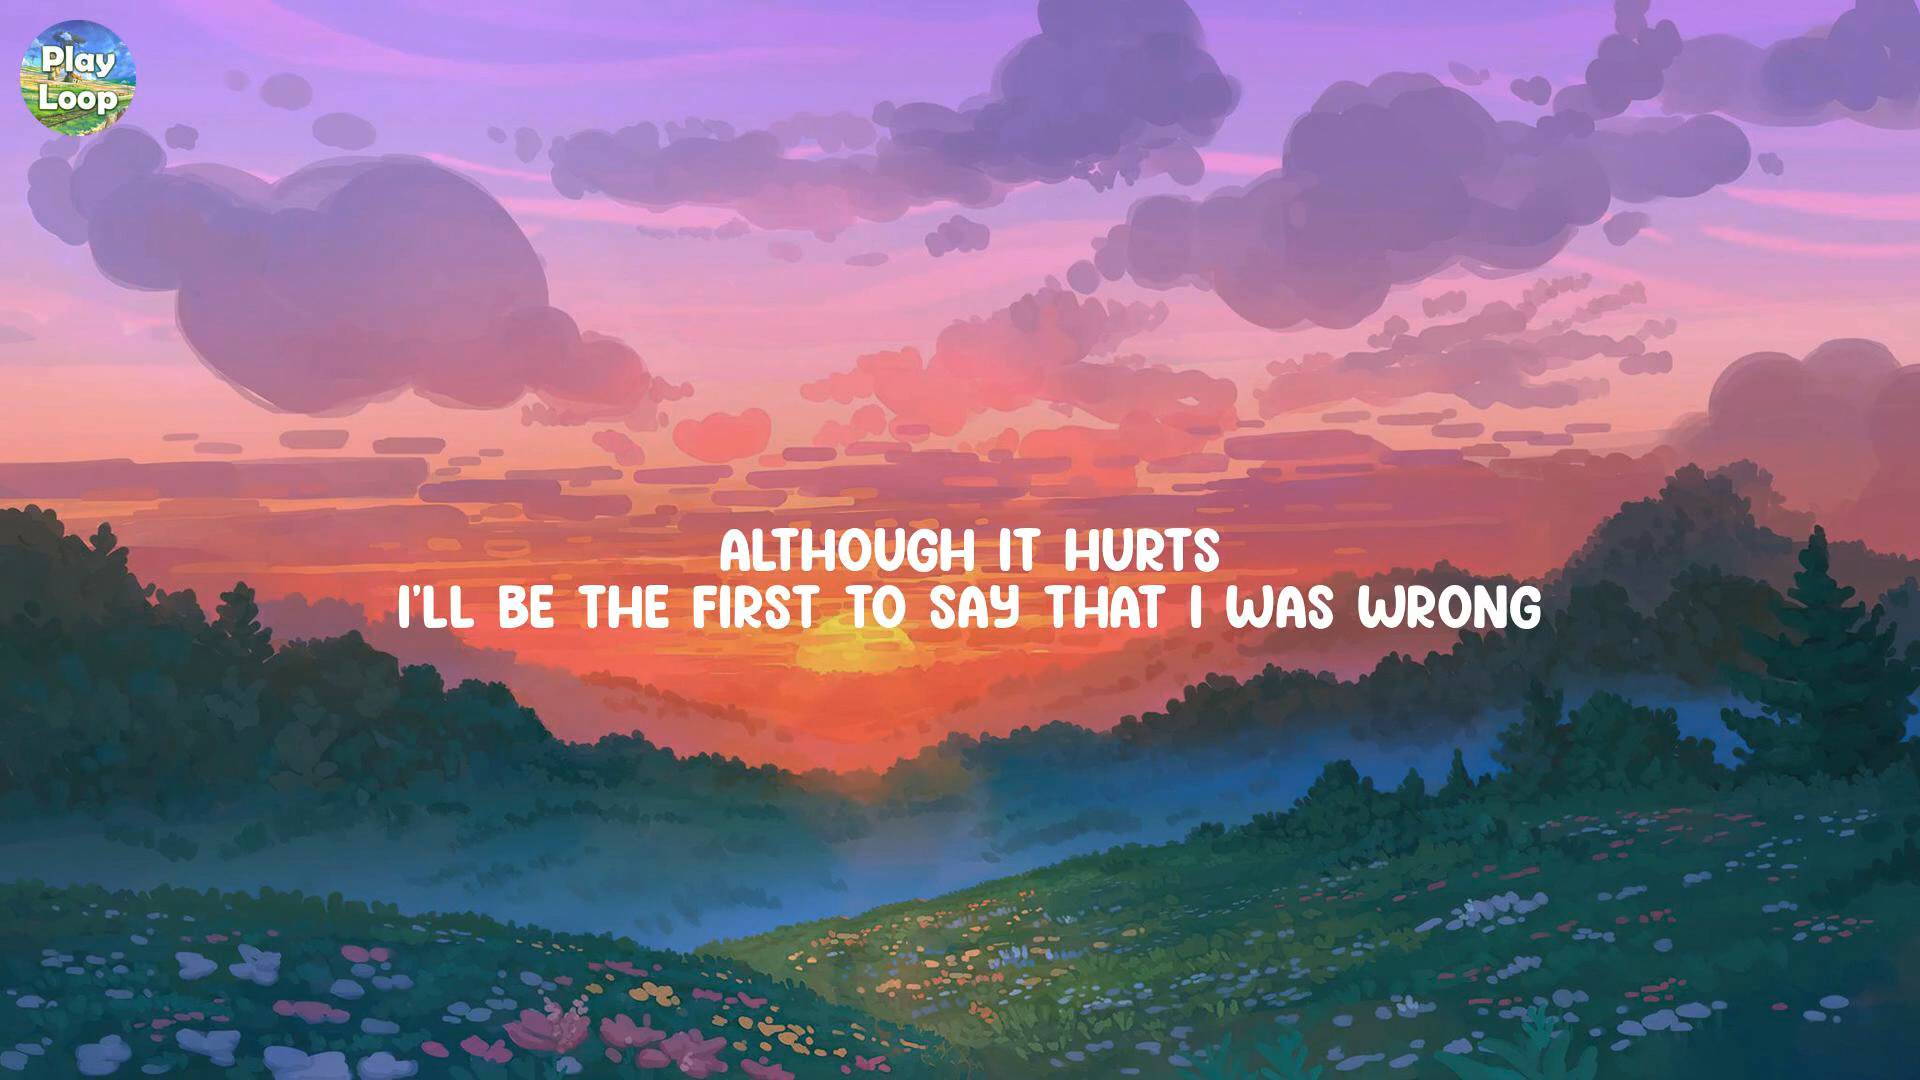 Play
Loop
ALTHOUGH IT HURTS
I'LL BE THE FIRST TO SAY THAT I WAS WRONG